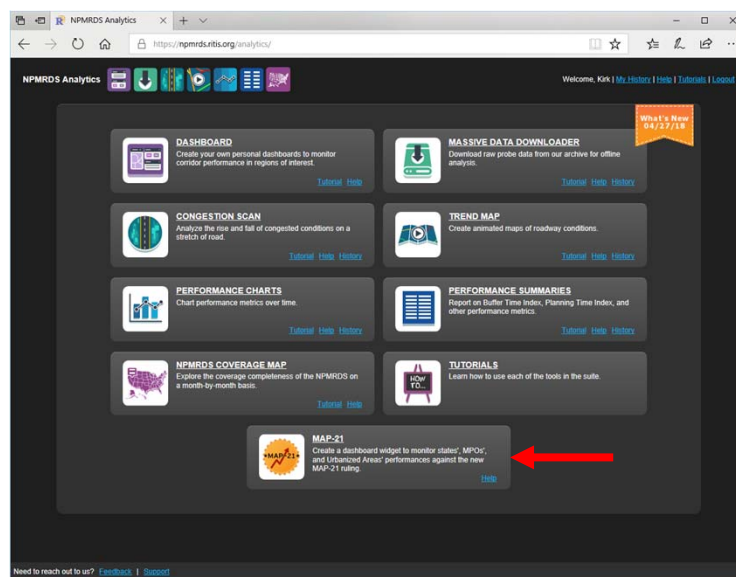 NPMRDS Analytics
https://npmrds.ritis.org/analytics/
NPMRDS Analytics
Welcome, Kirk | My History | Help | Tutorials | Logout
What's New
04/27/18
DASHBOARD
Create your own personal dashboards to monitor
corridor performance in regions of interest.
Tutorial Help
MASSIVE DATA DOWNLOADER
Download raw probe data from our archive for offline
analysis.
Tutorial Help History
CONGESTION SCAN
Analyze the rise and fall of congested conditions on a
stretch of road.
Tutorial Help History
TREND MAP
Create animated maps of roadway conditions.
Tutorial Help History
PERFORMANCE CHARTS
Chart performance metrics over time.
Tutorial Help History
PERFORMANCE SUMMARIES
Report on Buffer Time Index, Planning Time Index, and
other performance metrics.
Tutorial Help History
NPMRDS COVERAGE MAP
Explore the coverage completeness of the NPMRDS on
a month-by-month basis.
Tutorial Help
HOW
TO...
TUTORIALS
Learn how to use each of the tools in the suite.
MAP-21
MAP-21
Create a dashboard widget to monitor states', MPOs',
and Urbanized Areas' performances against the new
MAP-21 ruling.
Help
Need to reach out to us? Feedback | Support